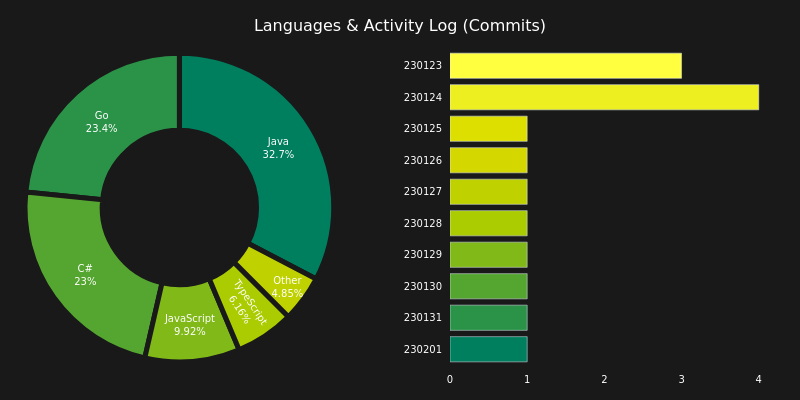 Languages & Activity Log (Commits)
Java
32.7%
Other
4.85%
TypeScript
6.16%
JavaScript
9.92%
C#
23%
Go
23.4%
230123
230124
230125
230126
230127
230128
230129
230130
230131
230201
0 1 2 3 4